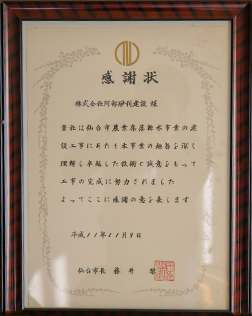 感謝状
株式会社阿部砂利建設 様
貴社は仙台市農業集落排水事業の建
設工事にあたり本事業の趣旨を深く
理解し卓越した技術と誠意をもって
工事の完成に努力されました
よってここに感謝の意を表します
平成11年11月9日
仙台市長 藤井 黎